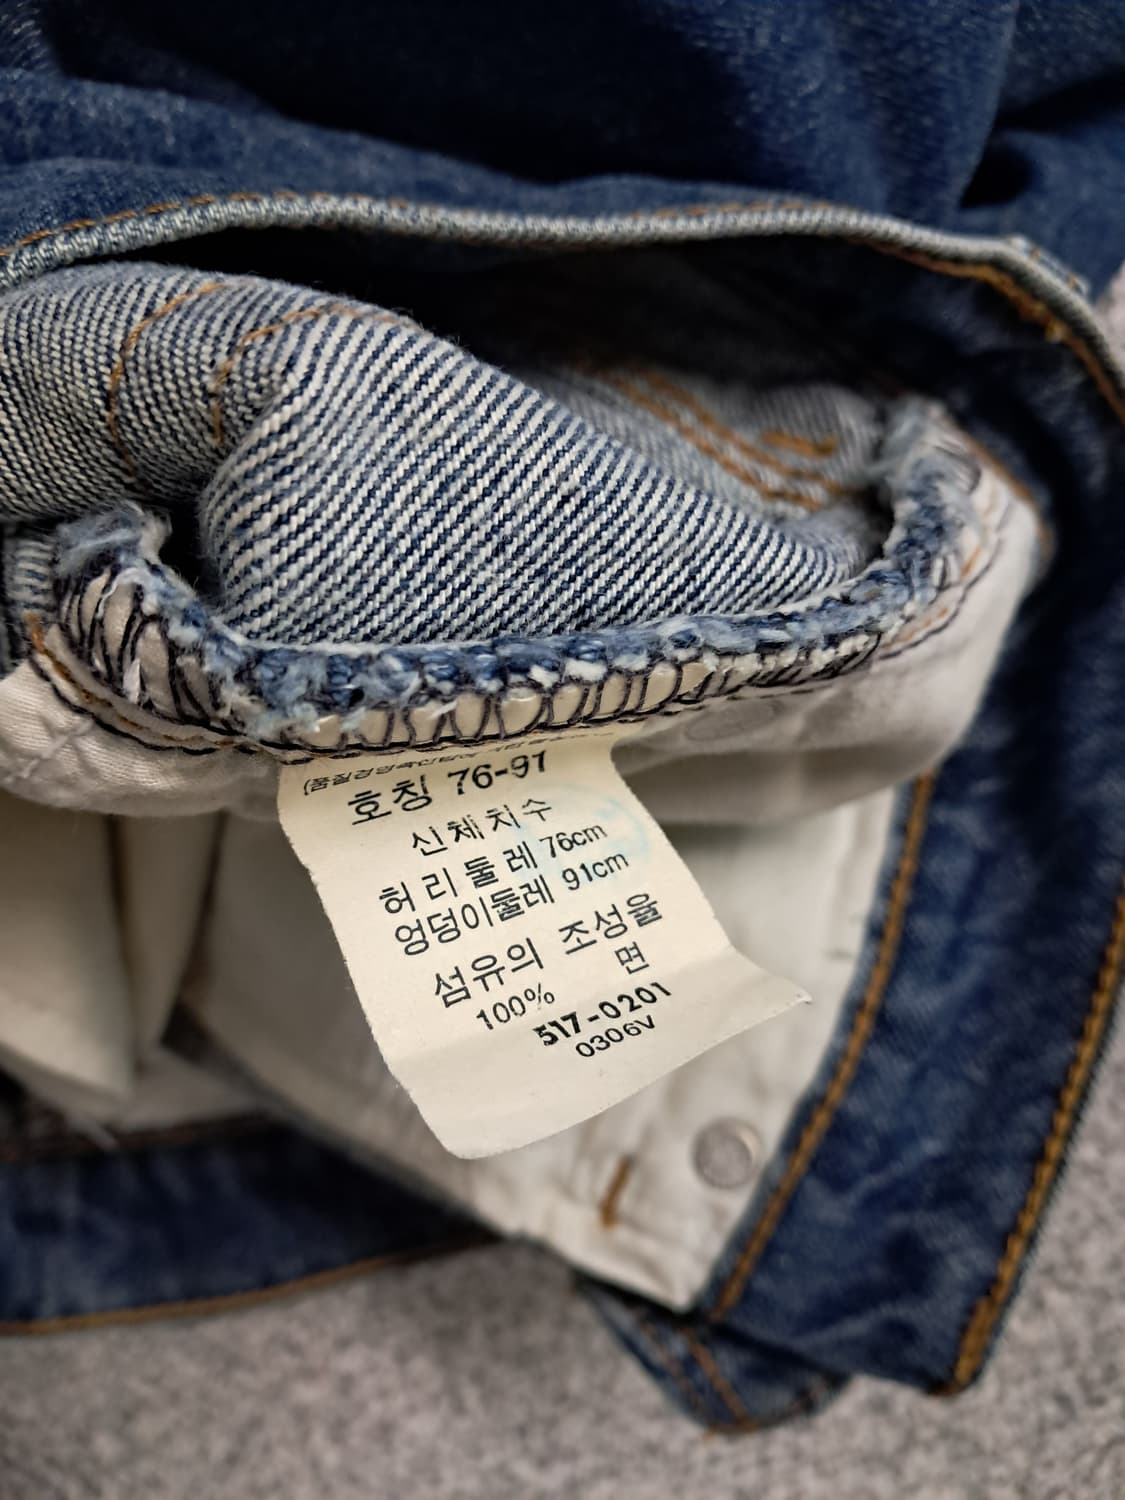 호칭 76-91
신체치수
허리둘레 76cm
엉덩이둘레 91cm
섬유의 조성율
면
100%
517-0201
0306V